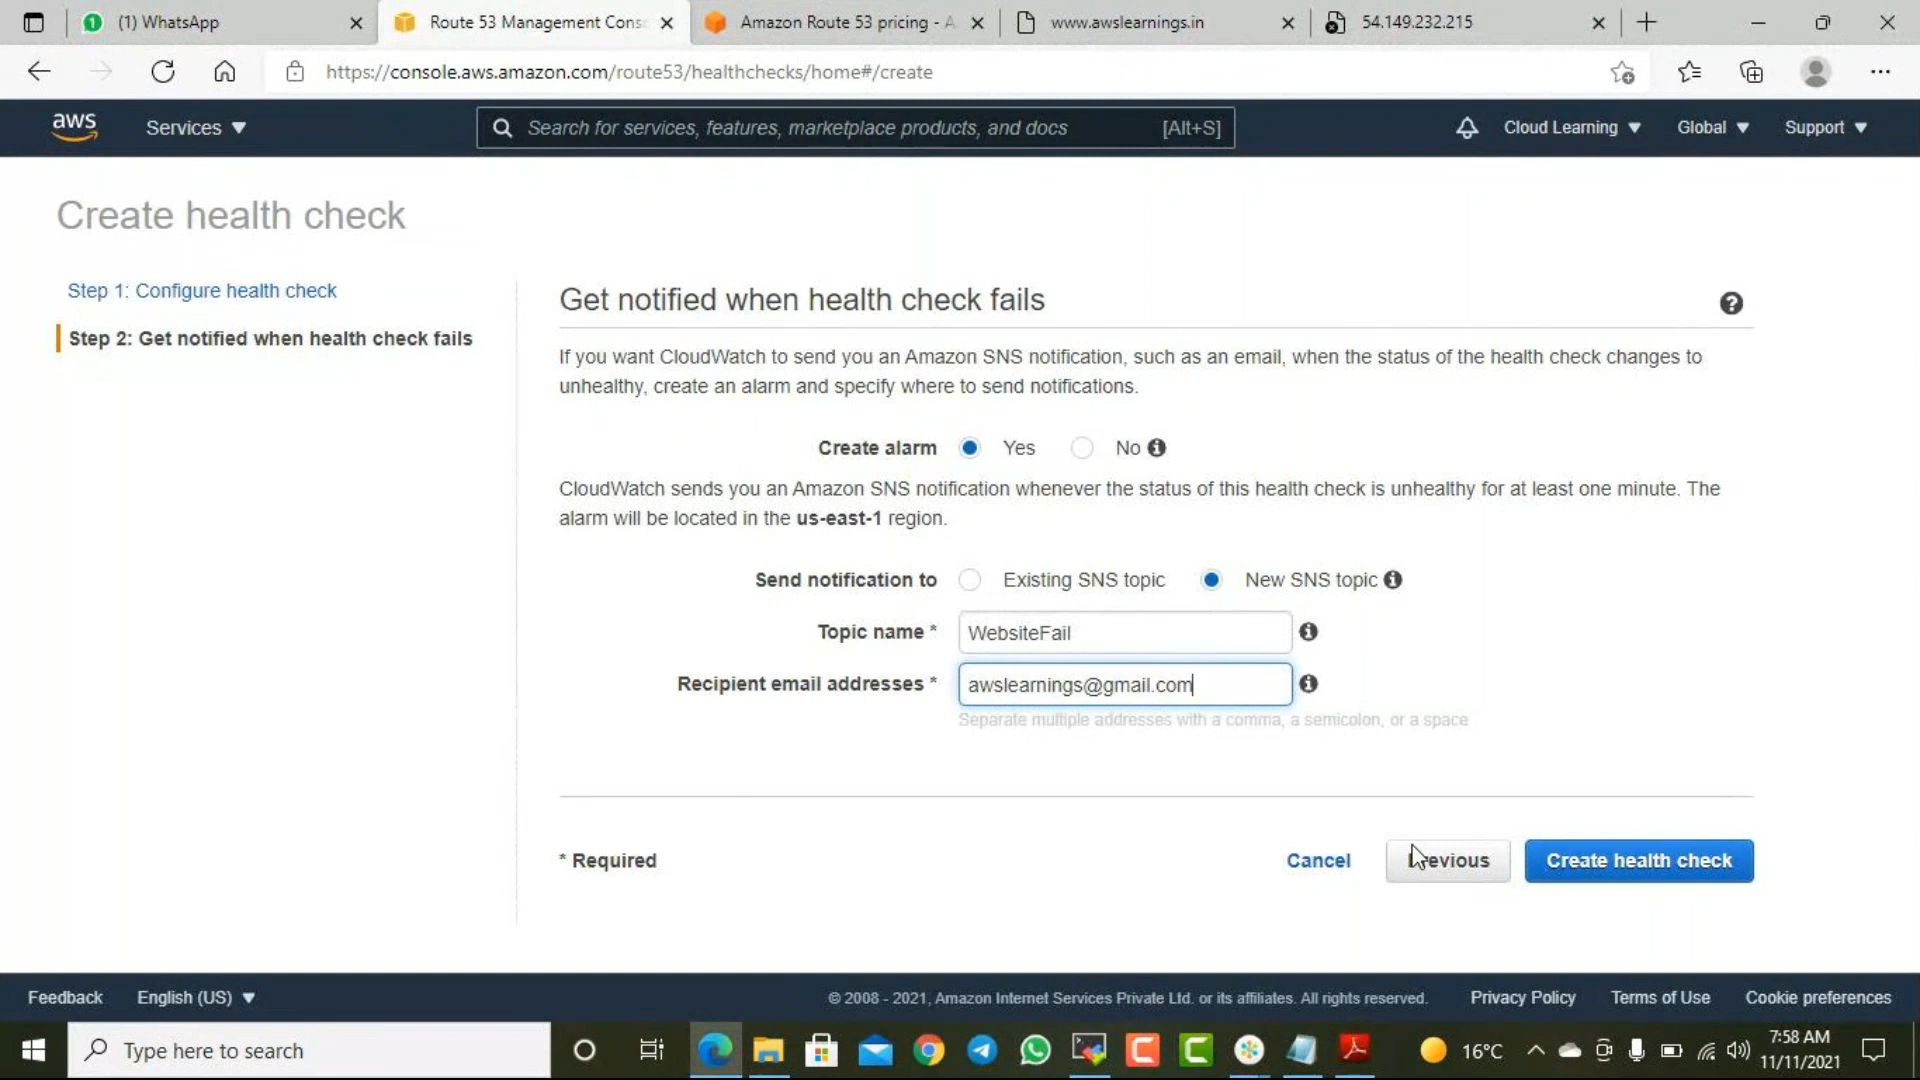 (1) WhatsApp
Route 53 Management Cons
Amazon Route 53 pricing - A
www.awslearnings.in
54.149.232.215
https://console.aws.amazon.com/route53/healthchecks/home#/create
aws
Services
Search for services, features, marketplace products, and docs
[Alt+S]
Cloud Learning
Global
Support
Create health check
Step 1: Configure health check
Step 2: Get notified when health check fails
Get notified when health check fails
If you want CloudWatch to send you an Amazon SNS notification, such as an email, when the status of the health check changes to
unhealthy, create an alarm and specify where to send notifications.
Create alarm
Yes
No
CloudWatch sends you an Amazon SNS notification whenever the status of this health check is unhealthy for at least one minute. The
alarm will be located in the us-east-1 region.
Send notification to
Existing SNS topic
New SNS topic
Topic name *
WebsiteFail
Recipient email addresses *
awslearnings@gmail.com
Separate multiple addresses with a comma, a semicolon, or a space
* Required
Cancel
Previous
Create health check
Feedback
English (US)
© 2008 - 2021, Amazon Internet Services Private Ltd. or its affiliates. All rights reserved.
Privacy Policy
Terms of Use
Cookie preferences
Type here to search
16°C
7:58 AM
11/11/2021